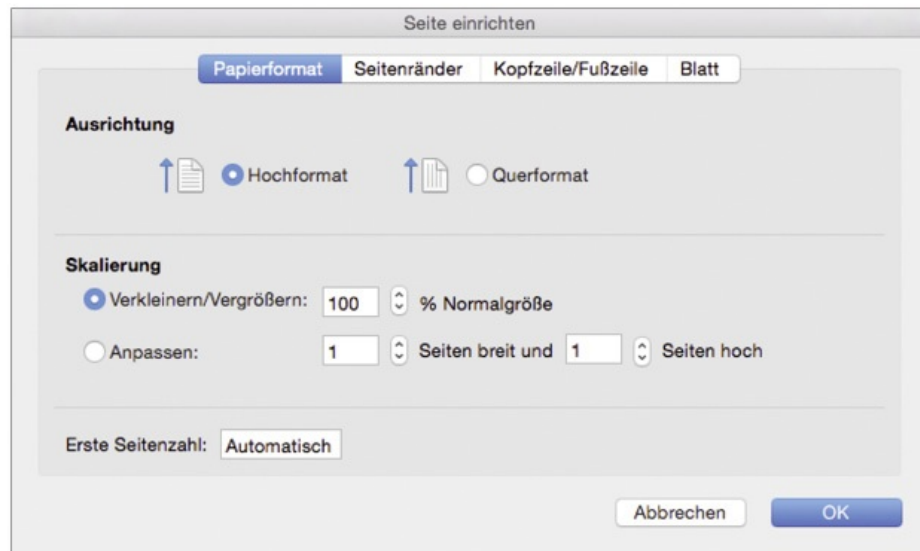 Seite einrichten
Papierformat Seitenränder Kopfzeile/Fußzeile Blatt
Ausrichtung
Hochformat Querformat
Skalierung
Verkleinern/Vergrößern: 100 % Normalgröße
Anpassen: 1 Seiten breit und 1 Seiten hoch
Erste Seitenzahl: Automatisch
Abbrechen OK